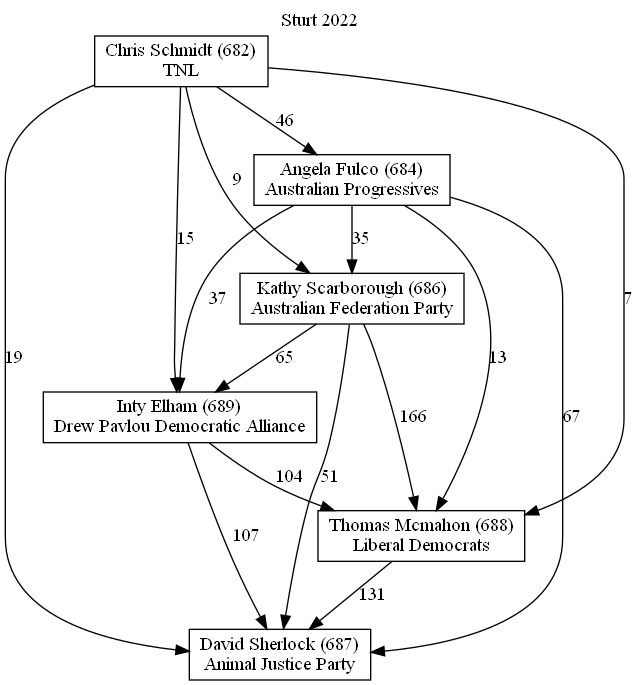 Sturt 2022
Chris Schmidt (682)
TNL
46
Angela Fulco (684)
Australian Progressives
9
15
35
37
Kathy Scarborough (686)
Australian Federation Party
7
19
65
13
Inty Elham (689)
Drew Pavlou Democratic Alliance
166
67
104
51
Thomas Mcmahon (688)
Liberal Democrats
107
131
David Sherlock (687)
Animal Justice Party